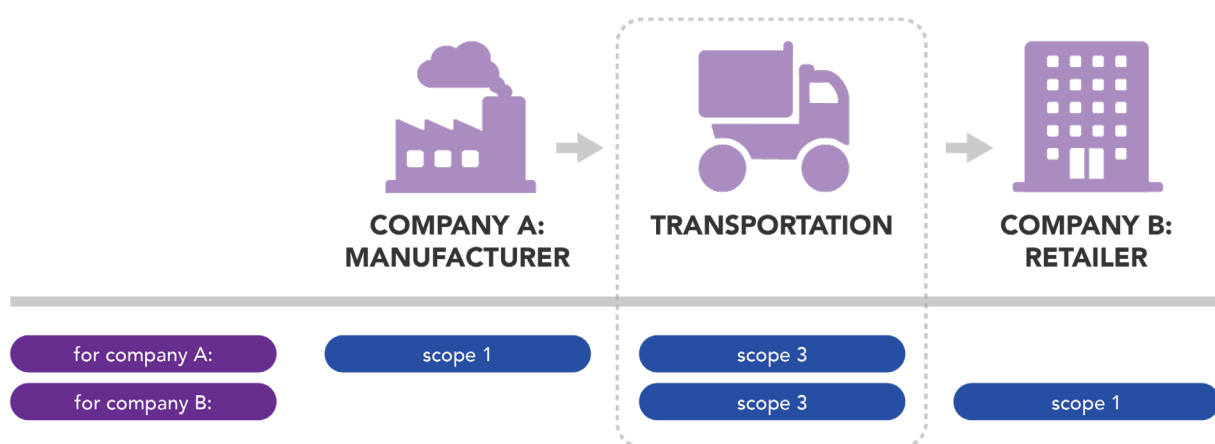 COMPANY A:
MANUFACTURER
TRANSPORTATION
COMPANY B:
RETAILER
for company A:
scope 1
scope 3
for company B:
scope 3
scope 1